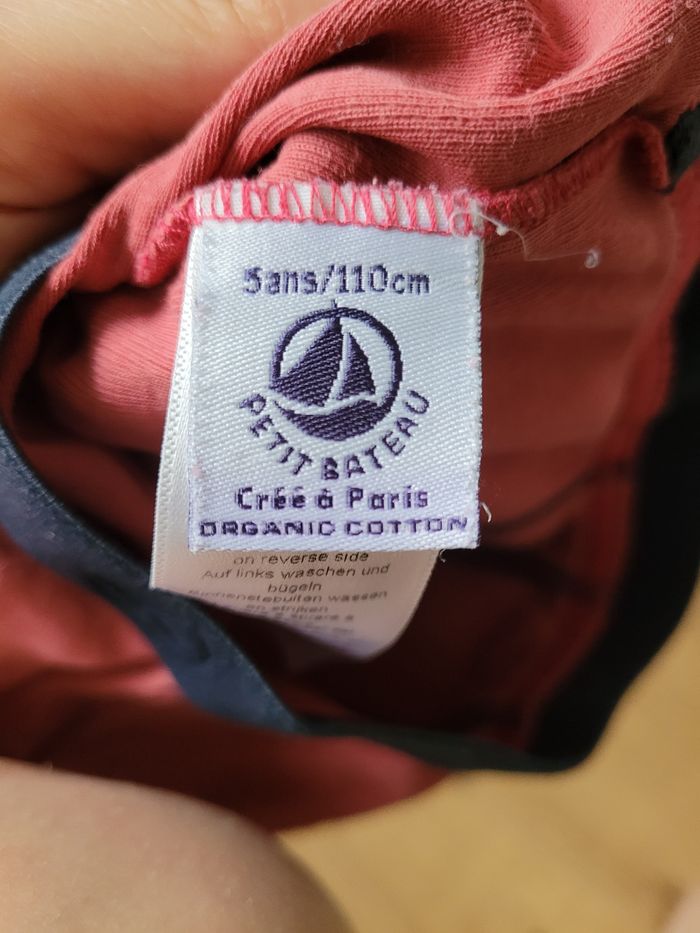 5ans/110cm
PETIT BATEAU
Créé à Paris
ORGANIC COTTON
on reverse side
Auf links waschen und
bügeln